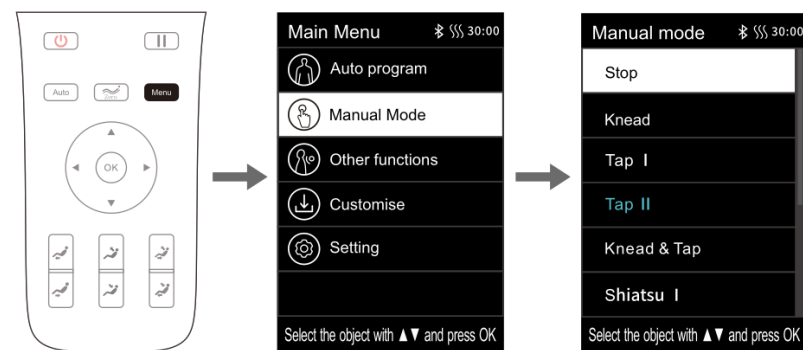 Auto
Zero
Menu
OK
Main Menu 30:00
Auto program
Manual Mode
Other functions
Customise
Setting
Select the object with ▲▼ and press OK
Manual mode 30:00
Stop
Knead
Tap I
Tap II
Knead & Tap
Shiatsu I
Select the object with ▲▼ and press OK